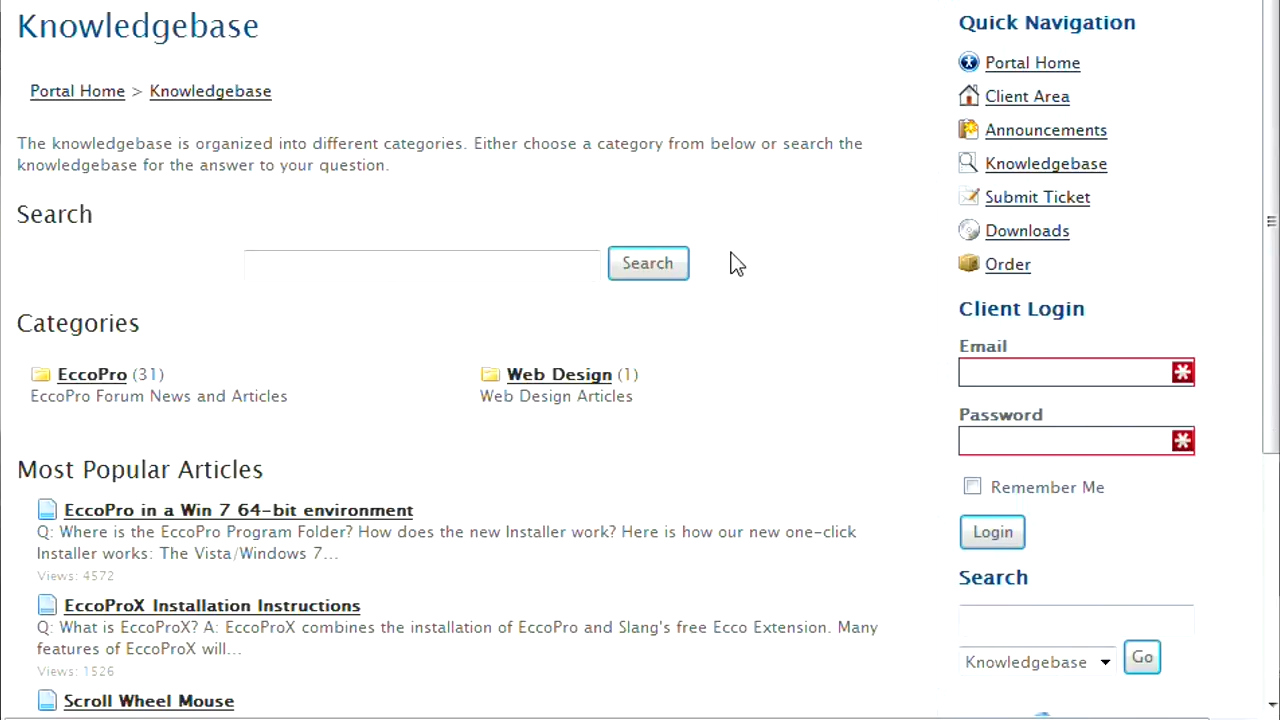 Knowledgebase
Portal Home > Knowledgebase
The knowledgebase is organized into different categories. Either choose a category from below or search the
knowledgebase for the answer to your question.
Search
Search
Categories
EccoPro (31)
EccoPro Forum News and Articles
Web Design (1)
Web Design Articles
Most Popular Articles
EccoPro in a Win 7 64-bit environment
Q: Where is the EccoPro Program Folder? How does the new Installer work? Here is how our new one-click
Installer works: The Vista/Windows 7...
Views: 4572
EccoProX Installation Instructions
Q: What is EccoProX? A: EccoProX combines the installation of EccoPro and Slang's free Ecco Extension. Many
features of EccoProX will...
Views: 1526
Scroll Wheel Mouse
Quick Navigation
Portal Home
Client Area
Announcements
Knowledgebase
Submit Ticket
Downloads
Order
Client Login
Email
Password
Remember Me
Login
Search
Knowledgebase
Go